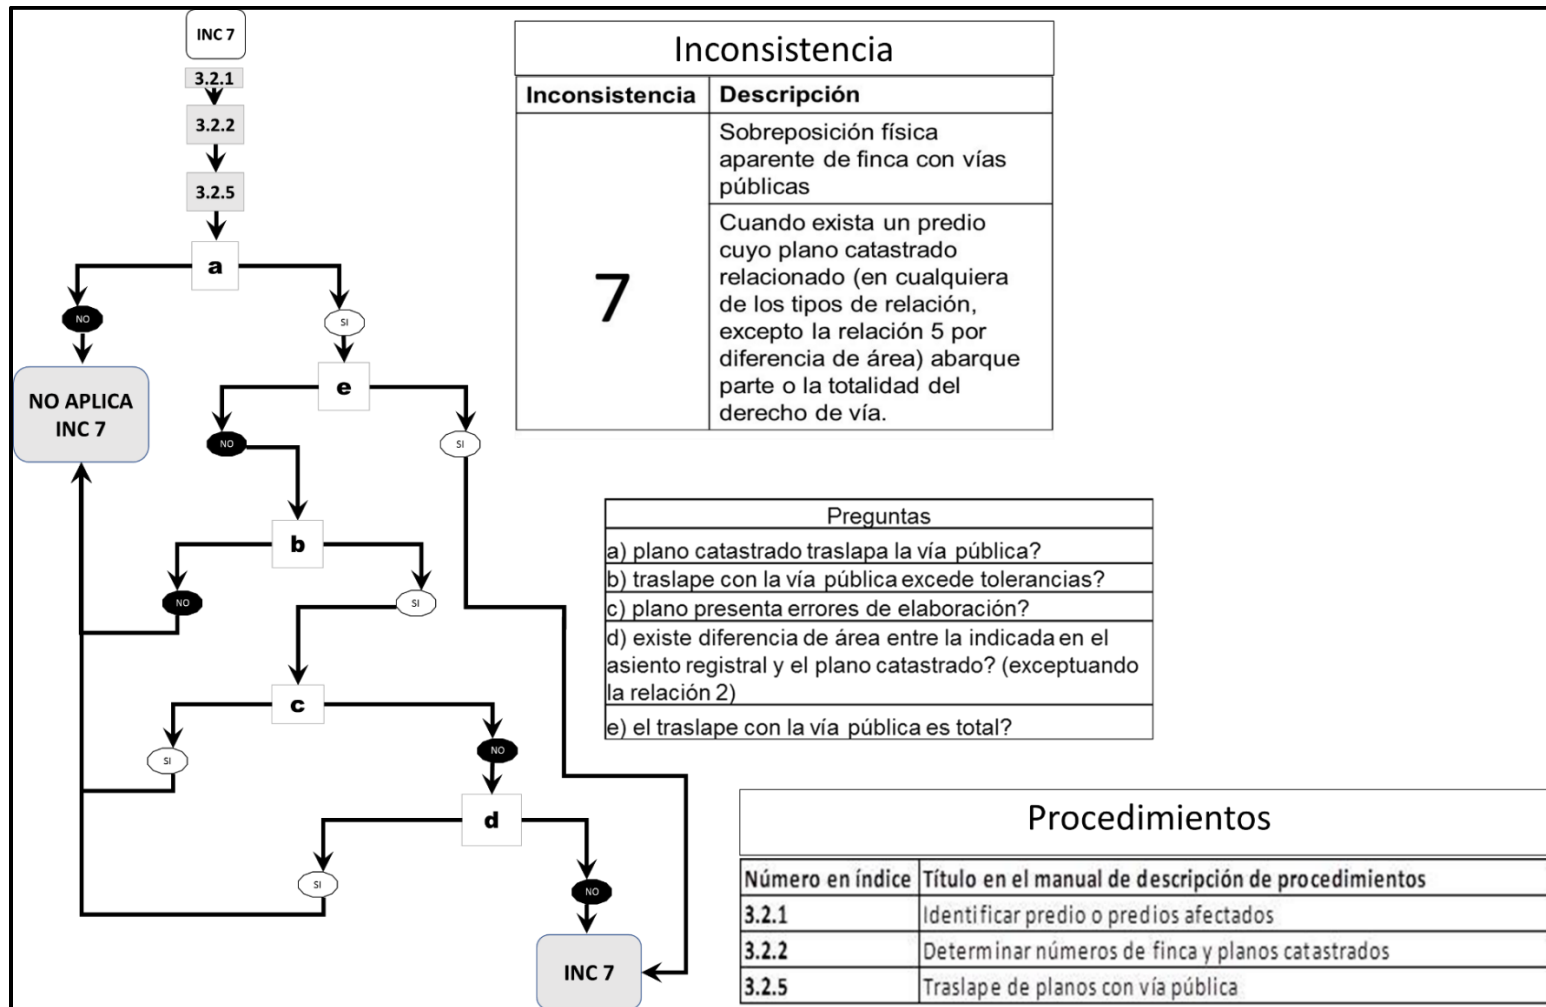 INC 7
3.2.1
3.2.2
3.2.5
a
NO
SI
NO APLICA
INC 7
e
NO
SI
b
NO
SI
c
SI
NO
d
SI
NO
INC 7
Inconsistencia
Inconsistencia Descripción
7
Sobreposición física
aparente de finca con vías
públicas
Cuando exista un predio
cuyo plano catastrado
relacionado (en cualquiera
de los tipos de relación,
excepto la relación 5 por
diferencia de área) abarque
parte o la totalidad del
derecho de vía.
Preguntas
a) plano catastrado traslapa la vía pública?
b) traslape con la vía pública excede tolerancias?
c) plano presenta errores de elaboración?
d) existe diferencia de área entre la indicada en el
asiento registral y el plano catastrado? (exceptuando
la relación 2)
e) el traslape con la vía pública es total?
Procedimientos
Número en índice Título en el manual de descripción de procedimientos
3.2.1 Identificar predio o predios afectados
3.2.2 Determinar números de finca y planos catastrados
3.2.5 Traslape de planos con vía pública